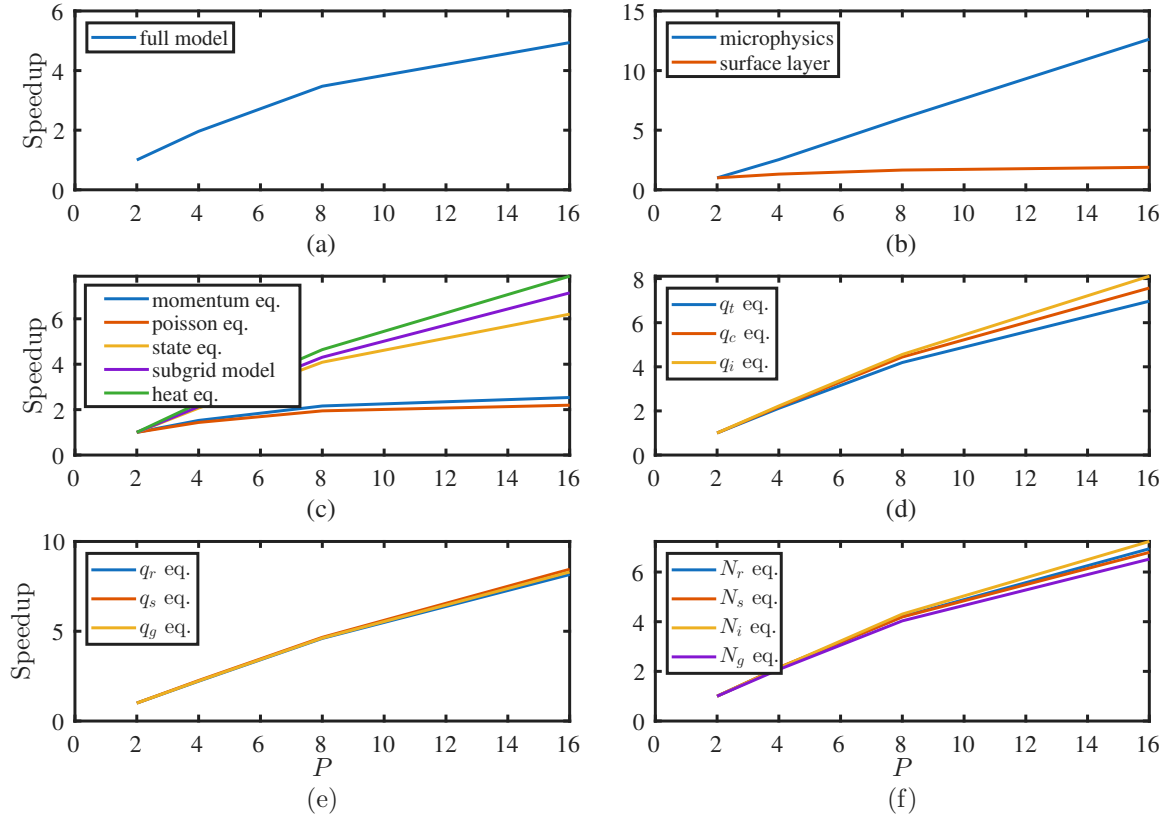 6
4
2
0
Speedup
full model
0 2 4 6 8 10 12 14 16
(a)
15
10
5
0
microphysics
surface layer
0 2 4 6 8 10 12 14 16
(b)
6
4
2
0
Speedup
momentum eq.
poisson eq.
state eq.
subgrid model
heat eq.
0 2 4 6 8 10 12 14 16
(c)
8
6
4
2
0
q_t eq.
q_c eq.
q_i eq.
0 2 4 6 8 10 12 14 16
(d)
10
5
0
Speedup
q_r eq.
q_s eq.
q_g eq.
0 2 4 6 8 10 12 14 16
P
(e)
6
4
2
0
N_r eq.
N_s eq.
N_i eq.
N_g eq.
0 2 4 6 8 10 12 14 16
P
(f)